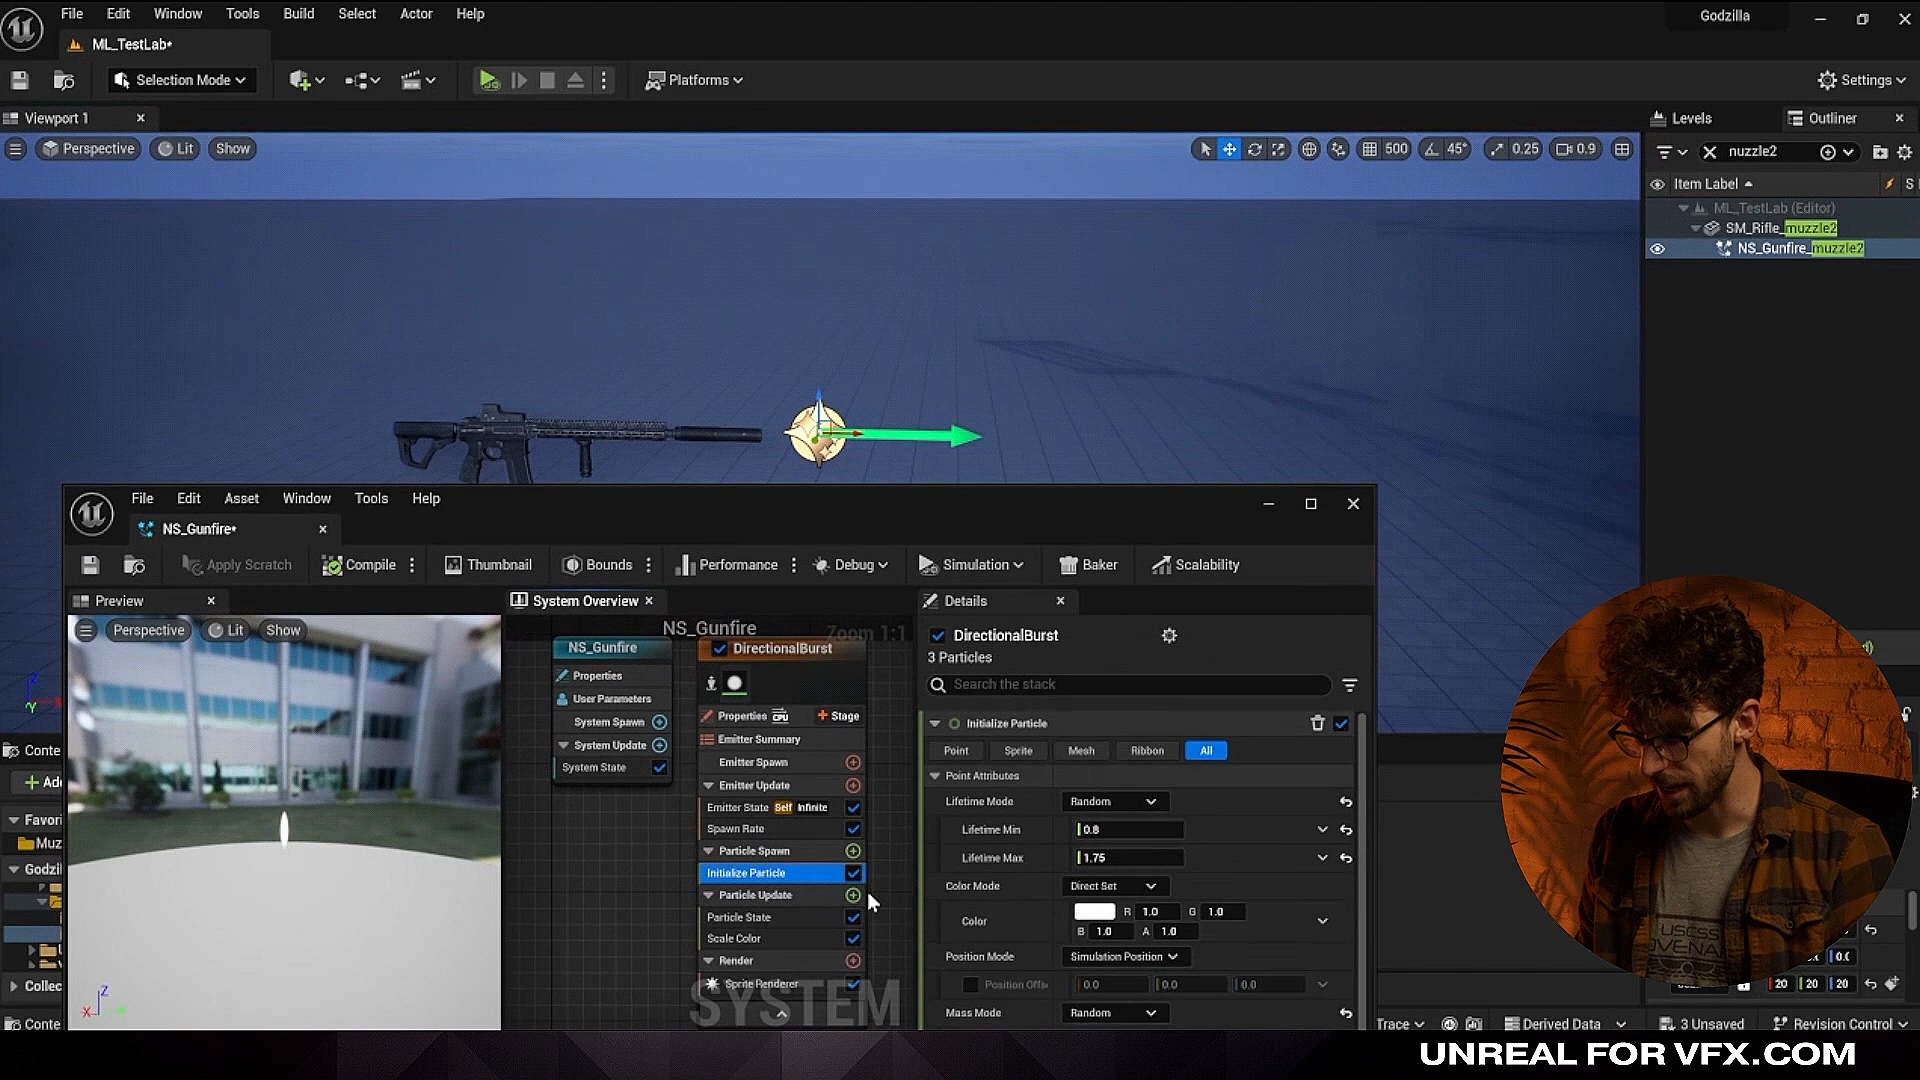 File Edit Window Tools Build Select Actor Help
Godzilla
ML_TestLab*
Selection Mode
Platforms
Settings
Viewport 1
Levels
Outliner
Perspective
Lit
Show
500
45°
0.25
0.9
nuzzle2
Item Label
S
ML_TestLab (Editor)
SM_Rifle_muzzle2
NS_Gunfire_muzzle2
File Edit Asset Window Tools Help
NS_Gunfire*
Apply Scratch
Compile
Thumbnail
Bounds
Performance
Debug
Simulation
Baker
Scalability
Preview
System Overview
Details
Perspective
Lit
Show
NS_Gunfire
Zoom 1:1
NS_Gunfire
Properties
User Parameters
System Spawn
System Update
System State
DirectionalBurst
Properties CPU
Stage
Emitter Summary
Emitter Spawn
Emitter Update
Emitter State Self Infinite
Spawn Rate
Particle Spawn
Initialize Particle
Particle Update
Particle State
Scale Color
Render
Sprite Renderer
SYSTEM
DirectionalBurst
3 Particles
Search the stack
Initialize Particle
Point Sprite Mesh Ribbon All
Point Attributes
Lifetime Mode Random
Lifetime Min 0.8
Lifetime Max 1.75
Color Mode Direct Set
Color R 1.0 G 1.0
B 1.0 A 1.0
Position Mode Simulation Position
Position Offs 0.0 0.0 0.0
Mass Mode Random
Z
Y
Z
X
Conte
Add
Favori
Muz
Godzil
Collec
Conte
20 20 20
Trace
Derived Data
3 Unsaved
Revision Control
USCSS
UNREAL FOR VFX.COM